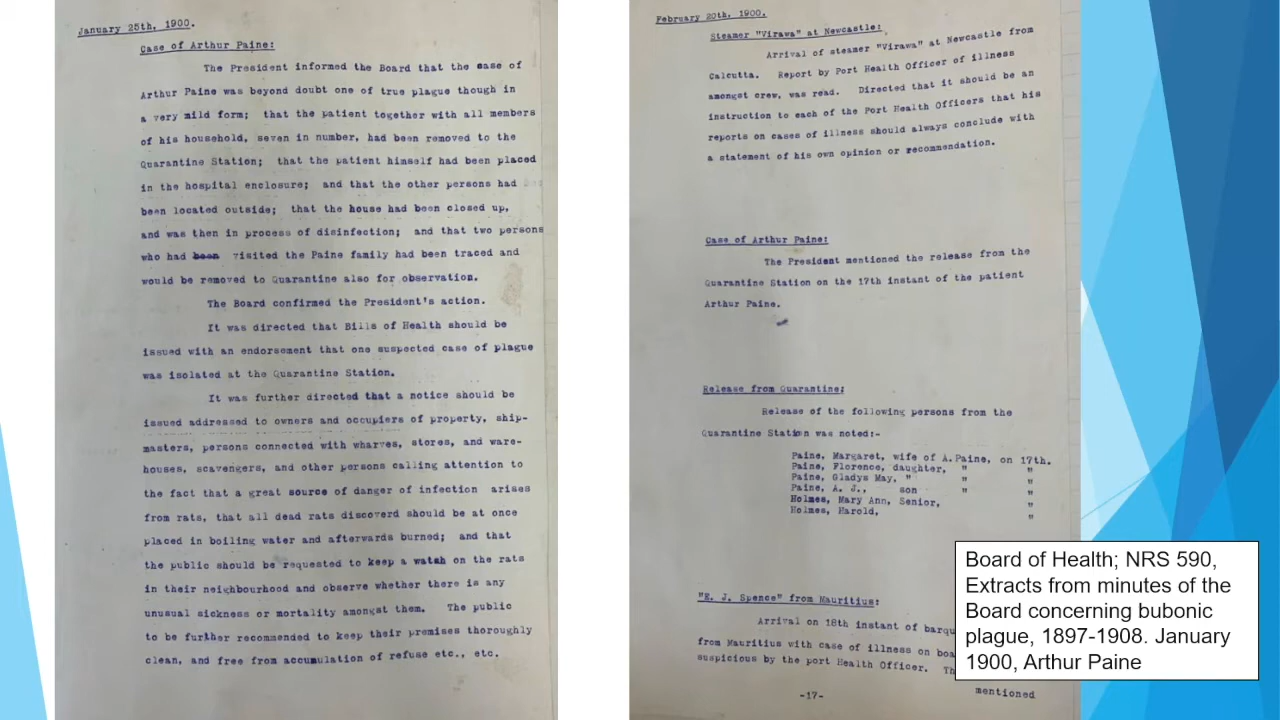 January 25th, 1900.
Case of Arthur Paine:
The President informed the Board that the case of
Arthur Paine was beyond doubt one of true plague though in
a very mild form; that the patient together with all members
of his household, seven in number, had been removed to the
Quarantine Station; that the patient himself had been placed
in the hospital enclosure; and that the other persons had
been located outside; that the house had been closed up,
and was then in process of disinfection; and that two persons
who had been visited the Paine family had been traced and
would be removed to Quarantine also for observation.
The Board confirmed the President's action.
It was directed that Bills of Health should be
issued with an endorsement that one suspected case of plague
was isolated at the Quarantine Station.
It was further directed that a notice should be
issued addressed to owners and occupiers of property, ship-
masters, persons connected with wharves, stores, and ware-
houses, scavengers, and other persons calling attention to
the fact that a great source of danger of infection arises
from rats, that all dead rats discoverd should be at once
placed in boiling water and afterwards burned; and that
the public should be requested to keep a watch on the rats
in their neighbourhood and observe whether there is any
unusual sickness or mortality amongst them. The public
to be further recommended to keep their premises thoroughly
clean, and free from accumulation of refuse etc., etc.
February 20th, 1900.
Steamer "Virawa" at Newcastle:
Arrival of steamer "Virawa" at Newcastle from
Calcutta. Report by Port Health Officer of illness
amongst crew, was read. Directed that it should be an
instruction to each of the Port Health Officers that his
reports on cases of illness should always conclude with
a statement of his own opinion or recommendation.
Case of Arthur Paine:
The President mentioned the release from the
Quarantine Station on the 17th instant of the patient
Arthur Paine.
Release from Quarantine:
Release of the following persons from the
Quarantine Station was noted:-
Paine, Margaret, wife of A.Paine, on 17th.
Paine, Florence, daughter, " "
Paine, Gladys May, " " "
Paine, A. J., son " "
Holmes, Mary Ann, Senior, "
Holmes, Harold, "
"E. J. Spence" from Mauritius:
Arrival on 18th instant of barqu
from Mauritius with case of illness on boa
suspicious by the port Health Officer. Th
mentioned
-17-
Board of Health; NRS 590,
Extracts from minutes of the
Board concerning bubonic
plague, 1897-1908. January
1900, Arthur Paine